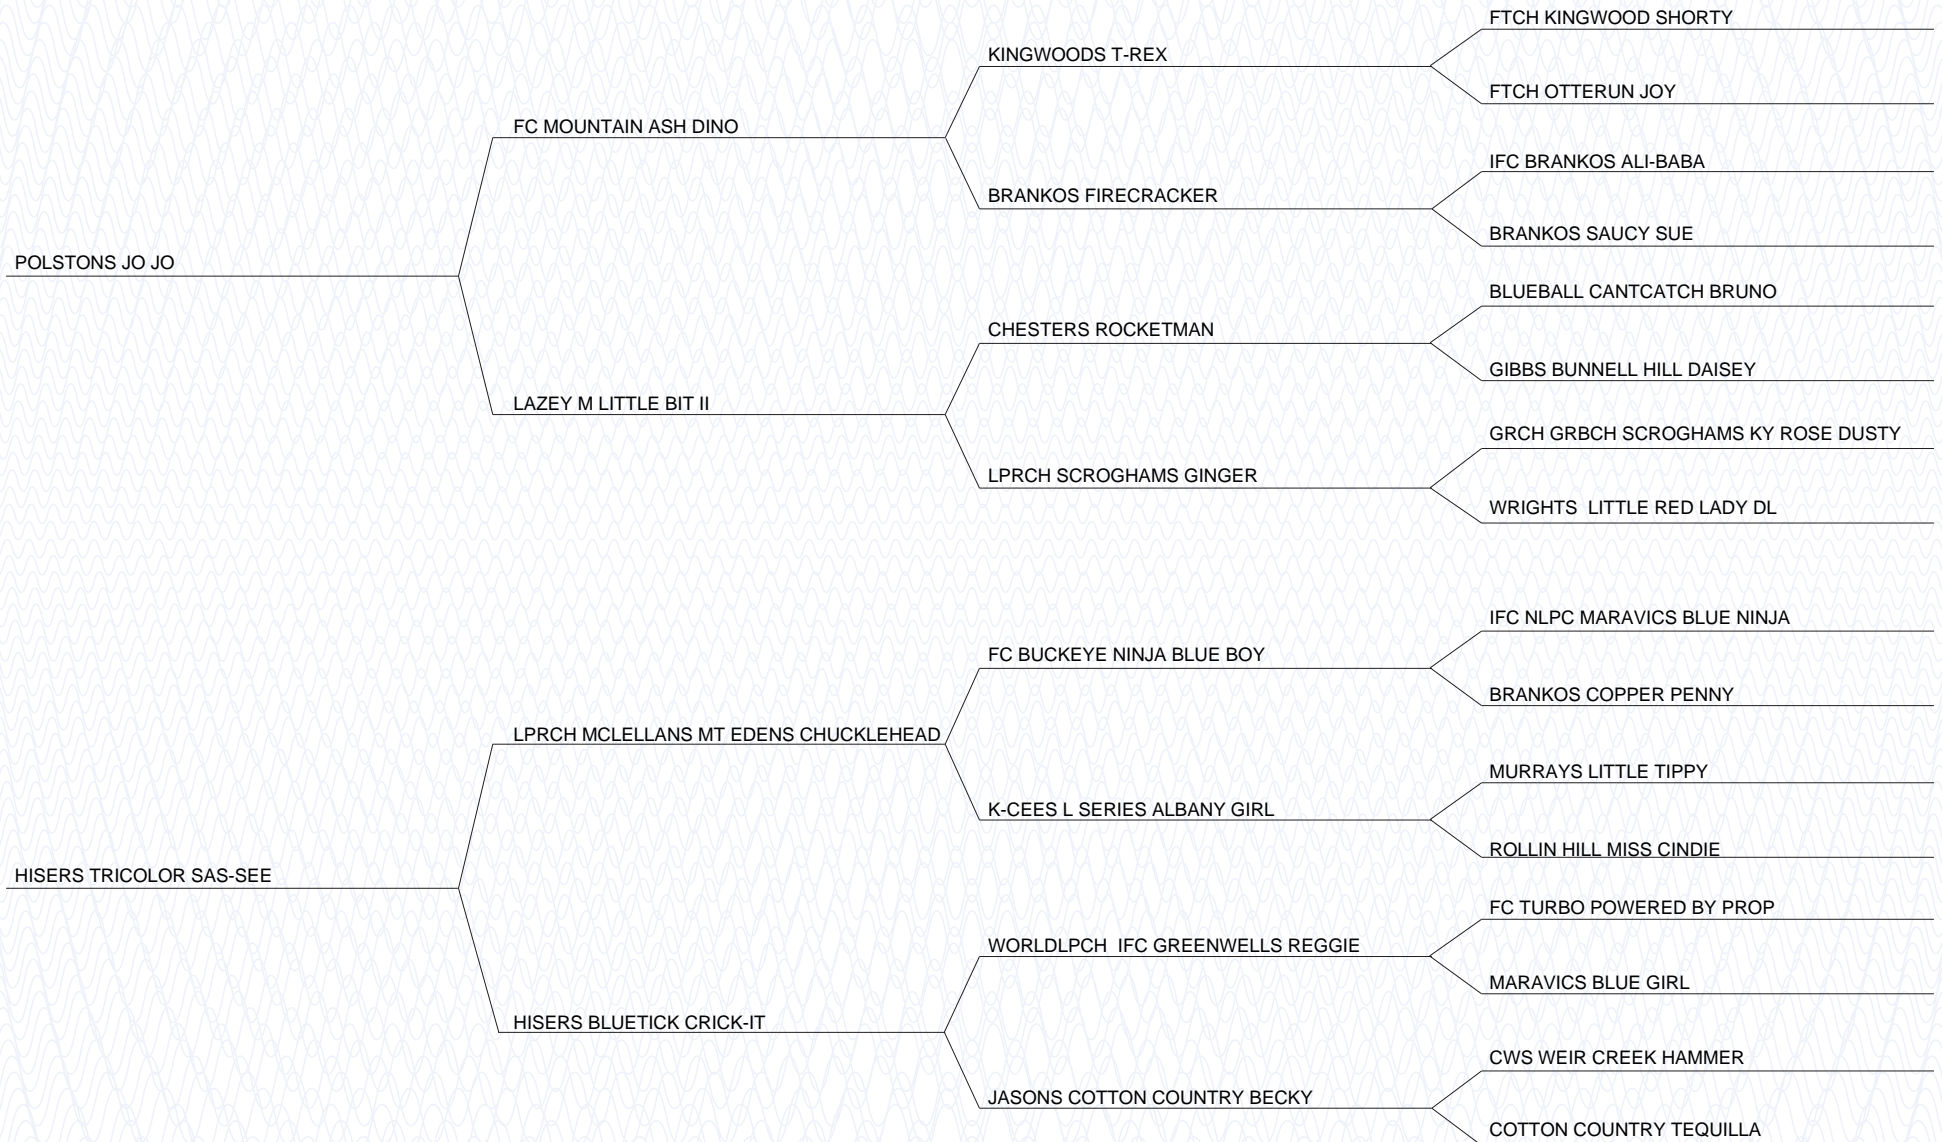 FTCH KINGWOOD SHORTY
KINGWOODS T-REX
FTCH OTTERUN JOY
FC MOUNTAIN ASH DINO
IFC BRANKOS ALI-BABA
BRANKOS FIRECRACKER
BRANKOS SAUCY SUE
POLSTONS JO JO
BLUEBALL CANTCATCH BRUNO
CHESTERS ROCKETMAN
GIBBS BUNNELL HILL DAISEY
LAZEY M LITTLE BIT II
GRCH GRBCH SCROGHAMS KY ROSE DUSTY
LPRCH SCROGHAMS GINGER
WRIGHTS  LITTLE RED LADY DL
IFC NLPC MARAVICS BLUE NINJA
FC BUCKEYE NINJA BLUE BOY
BRANKOS COPPER PENNY
LPRCH MCLELLANS MT EDENS CHUCKLEHEAD
MURRAYS LITTLE TIPPY
K-CEES L SERIES ALBANY GIRL
ROLLIN HILL MISS CINDIE
HISERS TRICOLOR SAS-SEE
FC TURBO POWERED BY PROP
WORLDLPCH  IFC GREENWELLS REGGIE
MARAVICS BLUE GIRL
HISERS BLUETICK CRICK-IT
CWS WEIR CREEK HAMMER
JASONS COTTON COUNTRY BECKY
COTTON COUNTRY TEQUILLA